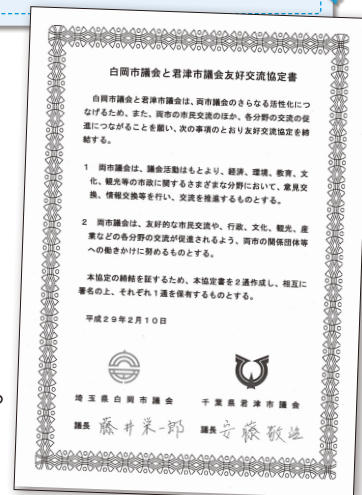 白岡市議会と君津市議会友好交流協定書
白岡市議会と君津市議会は、両市議会のさらなる活性化につ
なげるため、また、両市の市民交流のほか、各分野の交流の促
進につながることを願い、次の事項のとおり友好交流協定を締
結する。
1 両市議会は、議会活動はもとより、経済、環境、教育、文
化、観光等の市政に関するさまざまな分野において、意見交
換、情報交換等を行い、交流を推進するものとする。
2 両市議会は、友好的な市民交流や、行政、文化、観光、産
業などの各分野の交流が促進されるよう、両市の関係団体等
への働きかけに努めるものとする。
本協定の締結を証するため、本協定書を2通作成し、相互に
署名の上、それぞれ1通を保有するものとする。
平成29年2月10日
埼玉県白岡市議会 千葉県君津市議会
議長 藤井栄一郎 議長 安藤敬治
。